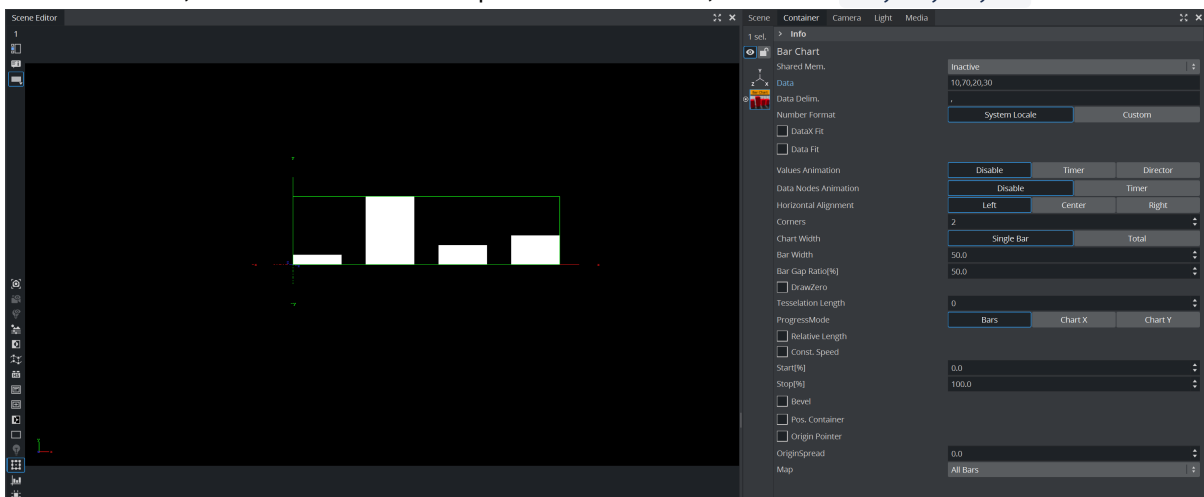 Scene Editor
Scene Container Camera Light Media
1
1 sel. > Info
Bar Chart
Shared Mem. Inactive
Data 10,70,20,30
Data Delim. ,
Number Format System Locale Custom
DataX Fit
Data Fit
Values Animation Disable Timer Director
Data Nodes Animation Disable Timer
Horizontal Alignment Left Center Right
Corners 2
Chart Width Single Bar Total
Bar Width 50.0
Bar Gap Ratio[%] 50.0
DrawZero
Tesselation Length 0
ProgressMode Bars Chart X Chart Y
Relative Length
Const. Speed
Start[%] 0.0
Stop[%] 100.0
Bevel
Pos. Container
Origin Pointer
OriginSpread 0.0
Map All Bars